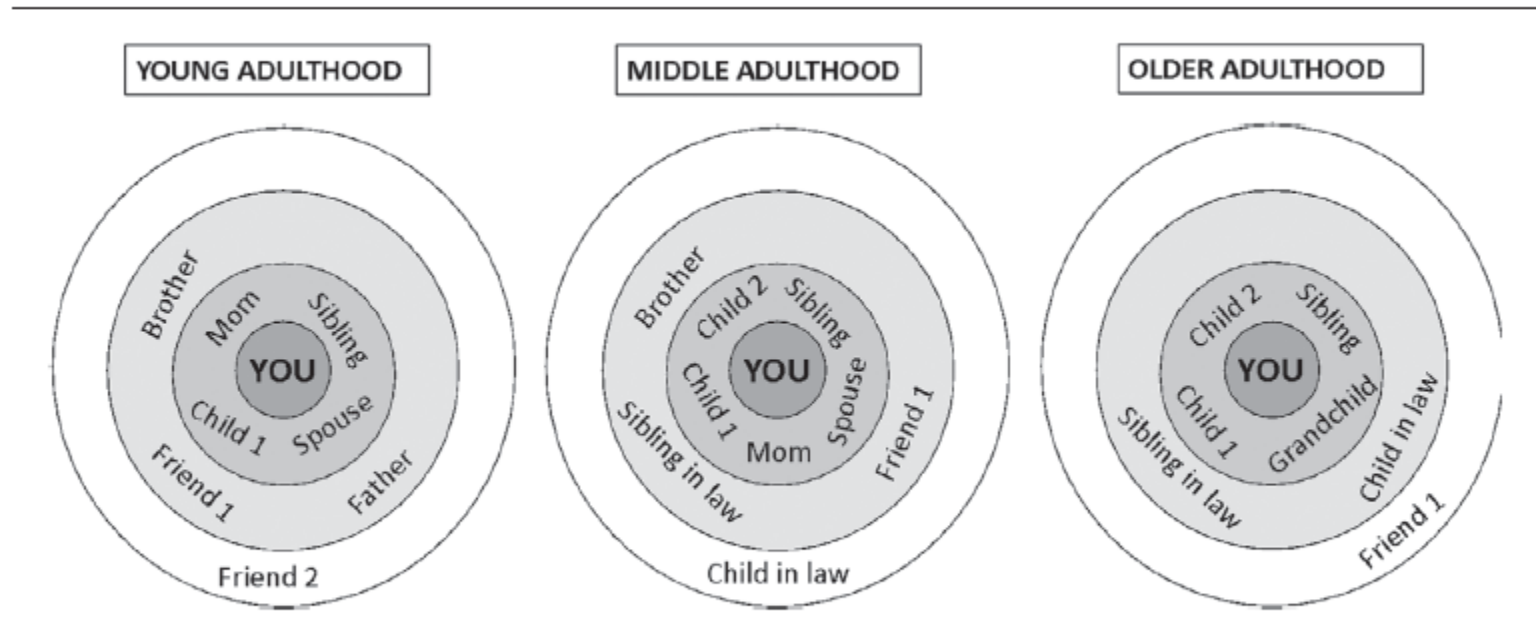 YOUNG ADULTHOOD
Brother
Mom
Sibling
YOU
Child 1
Spouse
Friend 1
Father
Friend 2
MIDDLE ADULTHOOD
Brother
Child 2
Sibling
YOU
Child 1
Spouse
Mom
Sibling in law
Friend 1
Child in law
OLDER ADULTHOOD
Child 2
Sibling
YOU
Child 1
Grandchild
Sibling in law
Child in law
Friend 1